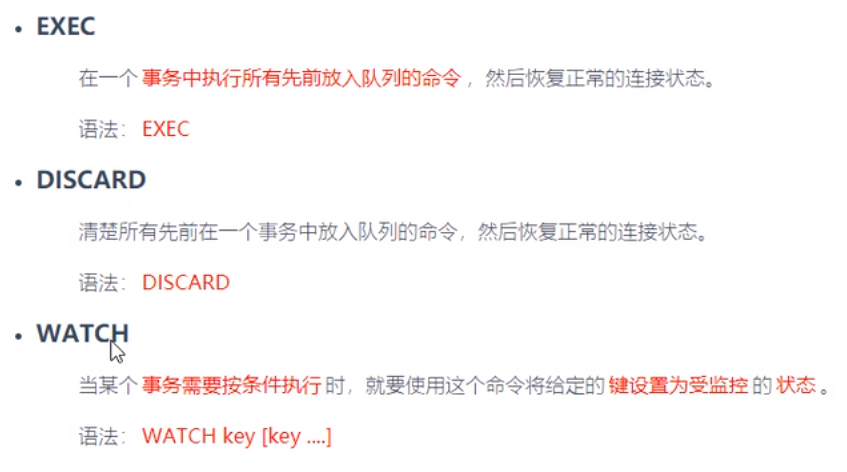 • EXEC
在一个 事务中执行所有先前放入队列的命令 ，然后恢复正常的连接状态。
语法： EXEC
• DISCARD
清楚所有先前在一个事务中放入队列的命令，然后恢复正常的连接状态。
语法： DISCARD
• WATCH
当某个 事务需要按条件执行 时，就要使用这个命令将给定的 键设置为受监控 的 状态 。
语法： WATCH key [key ....]